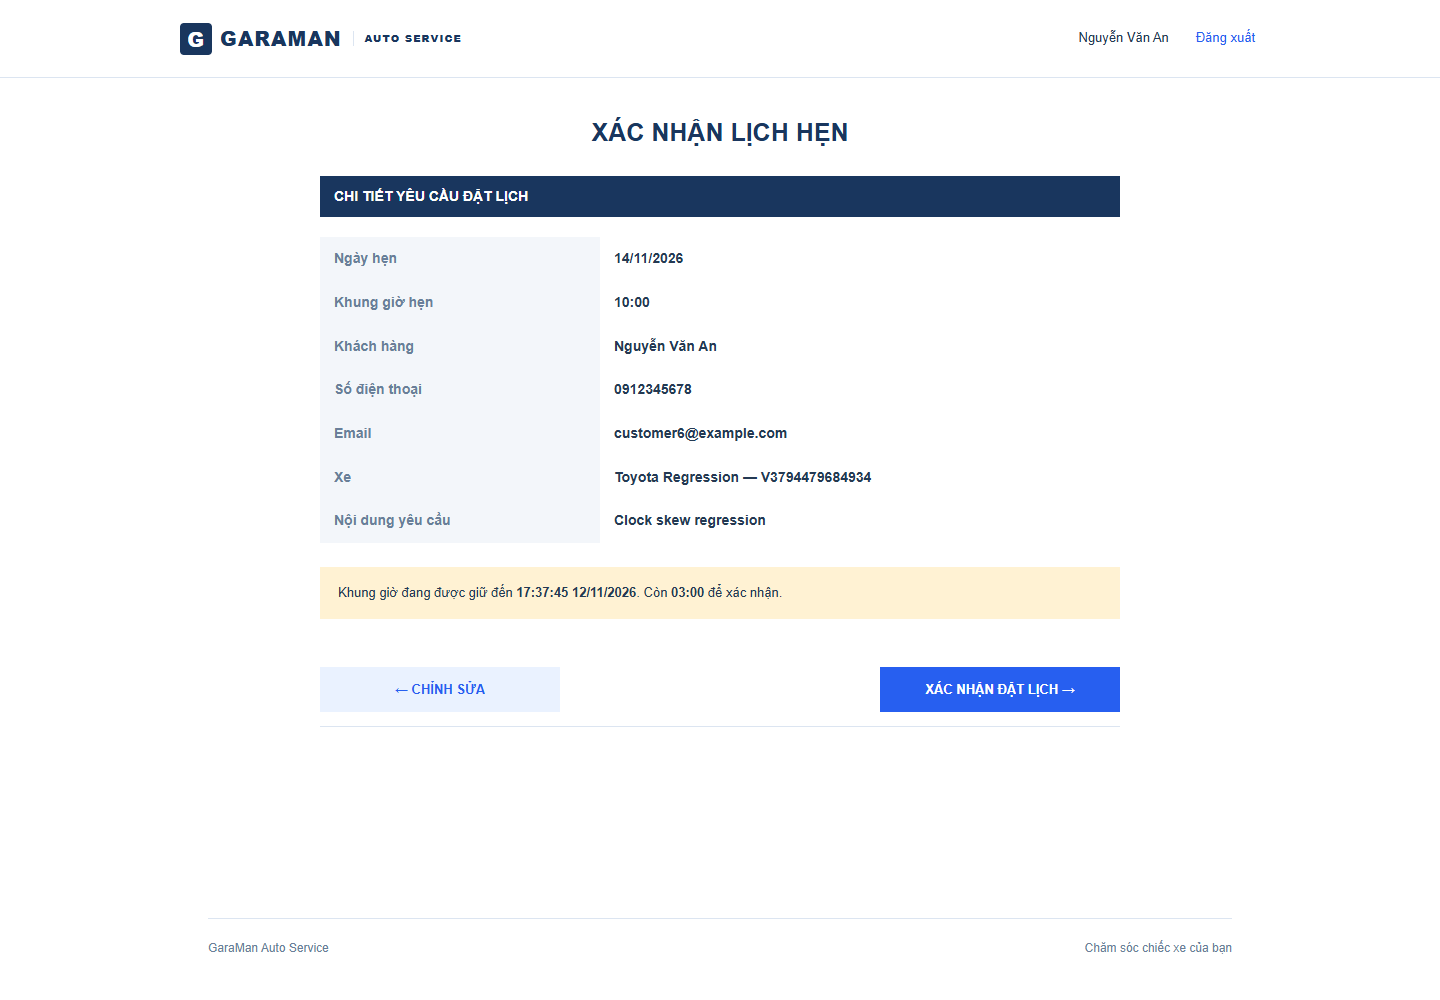 G GARAMAN AUTO SERVICE Nguyễn Văn An Đăng xuất
XÁC NHẬN LỊCH HẸN
CHI TIẾT YÊU CẦU ĐẶT LỊCH
Ngày hẹn 14/11/2026
Khung giờ hẹn 10:00
Khách hàng Nguyễn Văn An
Số điện thoại 0912345678
Email customer6@example.com
Xe Toyota Regression — V3794479684934
Nội dung yêu cầu Clock skew regression
Khung giờ đang được giữ đến 17:37:45 12/11/2026. Còn 03:00 để xác nhận.
← CHỈNH SỬA XÁC NHẬN ĐẶT LỊCH →
GaraMan Auto Service Chăm sóc chiếc xe của bạn